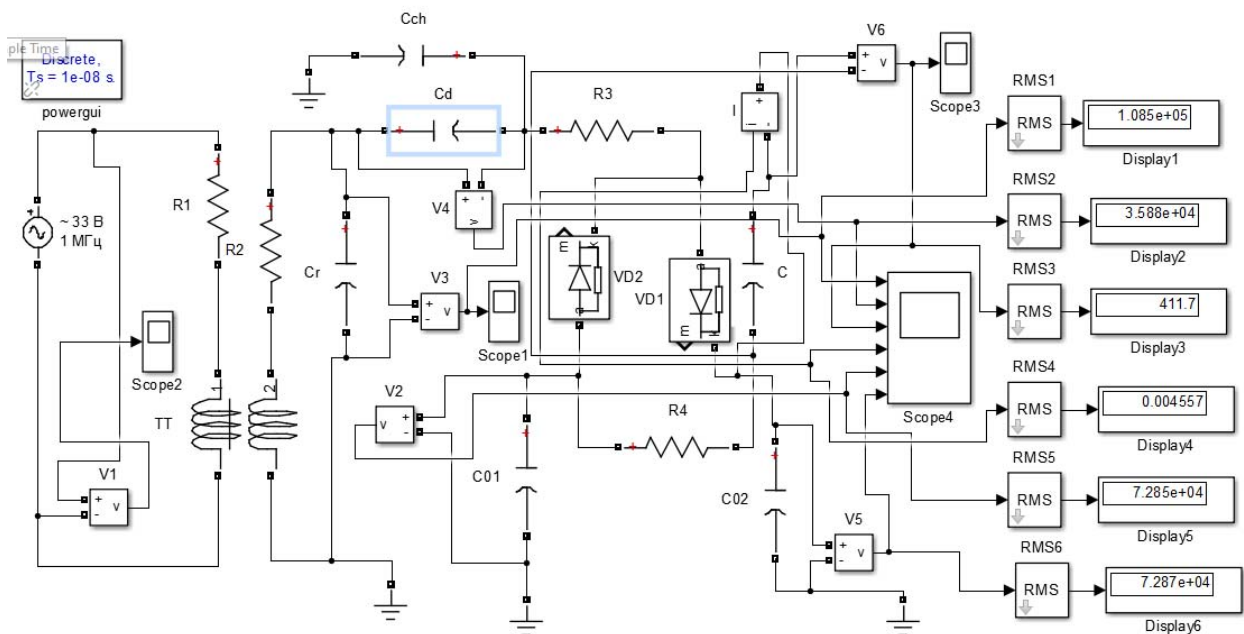 ple Time
Discrete,
Ts = 1e-08 s.
powergui
Cch
Cd
R3
I
V6
Scope3
RMS1
RMS
1.085e+05
Display1
R1
~ 33 В
1 МГц
R2
Cr
V4
+
-
v
RMS2
RMS
3.588e+04
Display2
m
k
a
VD2
VD1
a
m
k
C
V3
+
-
v
Scope1
RMS3
RMS
411.7
Display3
Scope2
TT
1
2
V2
+
-
v
R4
Scope4
RMS4
RMS
0.004557
Display4
V1
+
-
v
C01
C02
V5
+
-
v
RMS5
RMS
7.285e+04
Display5
RMS6
RMS
7.287e+04
Display6